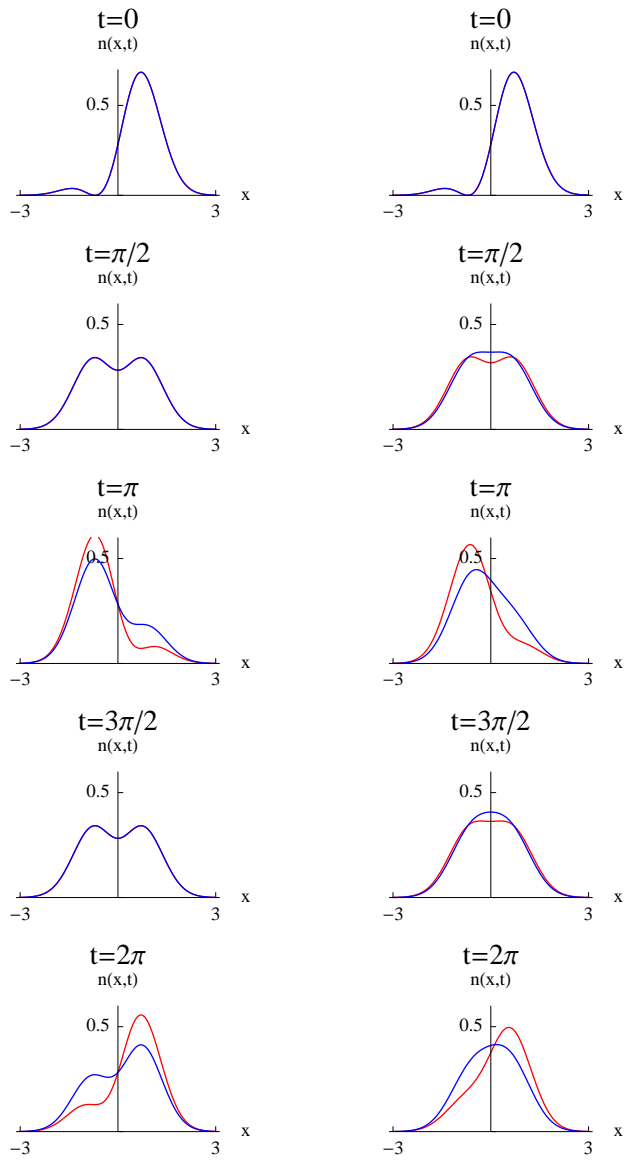 t=0
n(x,t)
0.5
−3 3 x
t=0
n(x,t)
0.5
−3 3 x
t=π/2
n(x,t)
0.5
−3 3 x
t=π/2
n(x,t)
0.5
−3 3 x
t=π
n(x,t)
0.5
−3 3 x
t=π
n(x,t)
0.5
−3 3 x
t=3π/2
n(x,t)
0.5
−3 3 x
t=3π/2
n(x,t)
0.5
−3 3 x
t=2π
n(x,t)
0.5
−3 3 x
t=2π
n(x,t)
0.5
−3 3 x